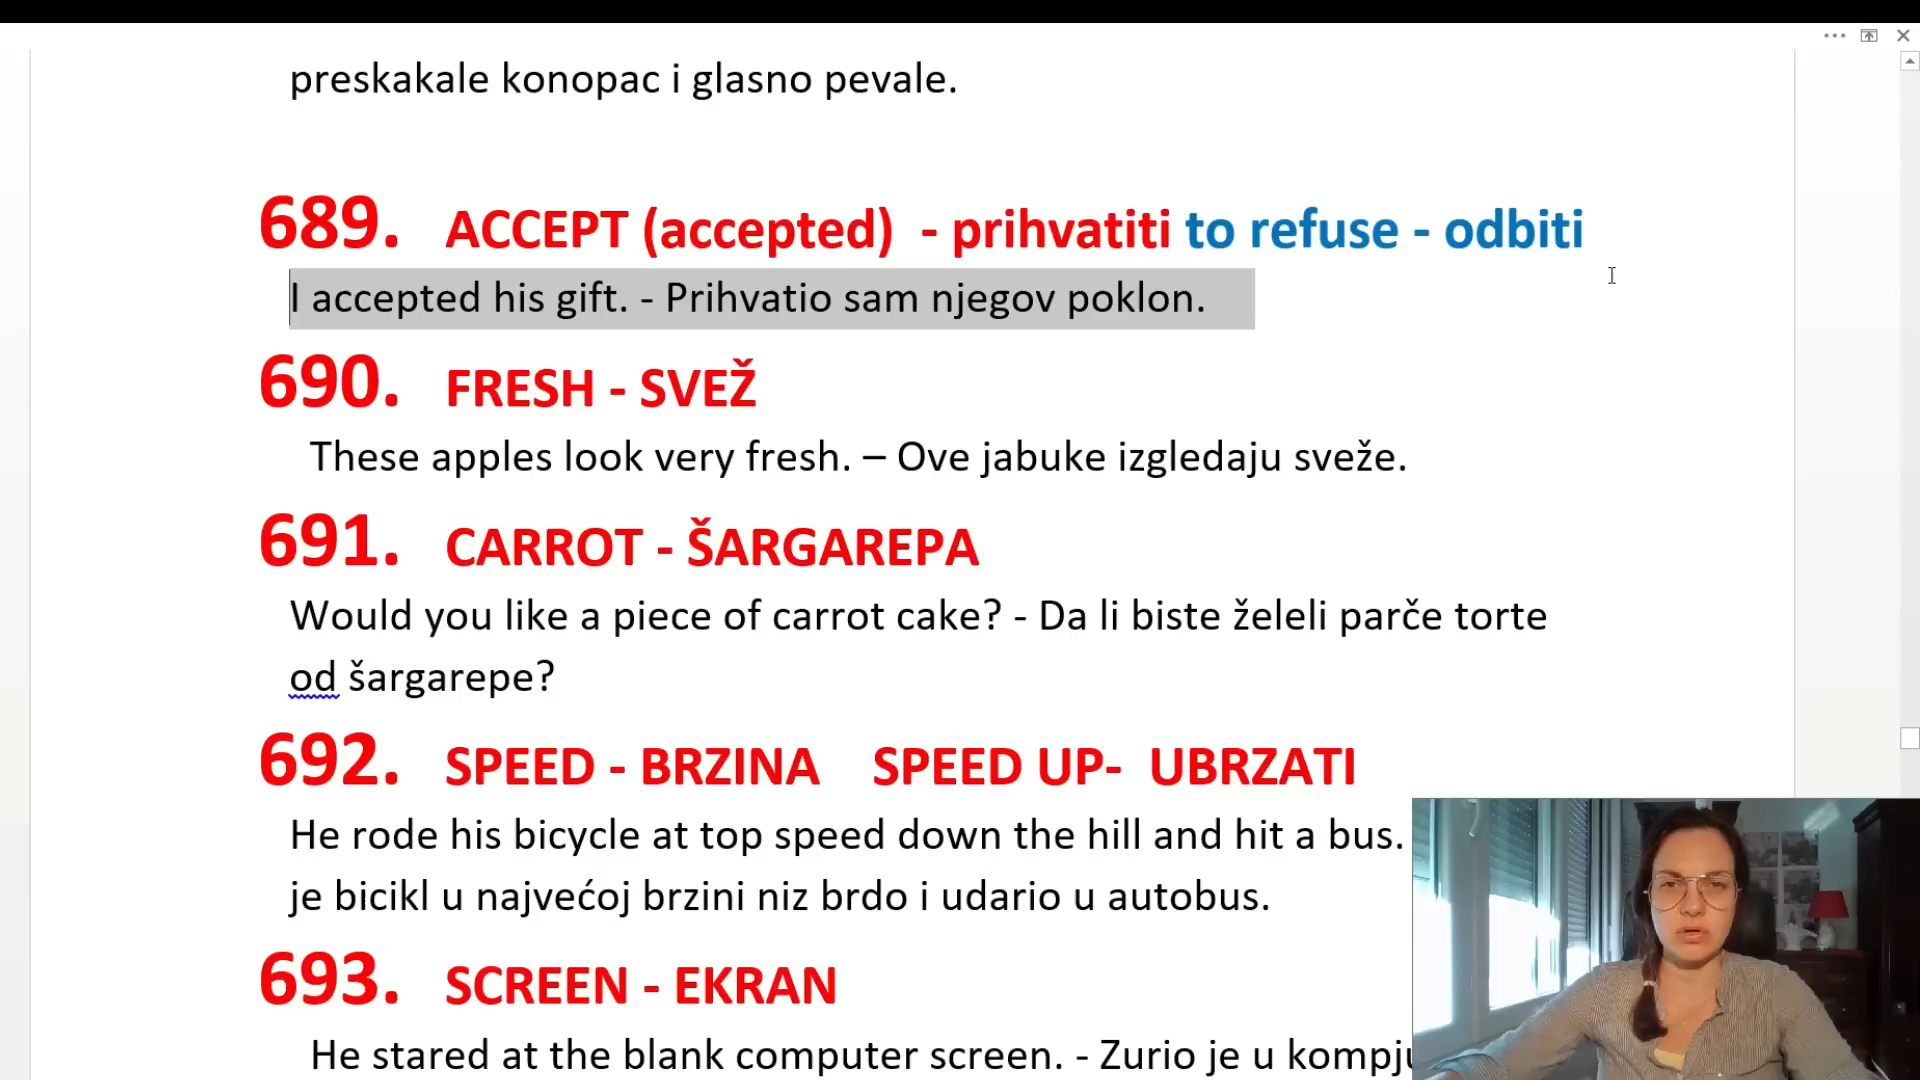 preskakale konopac i glasno pevale.
689. ACCEPT (accepted) - prihvatiti to refuse - odbiti
I accepted his gift. - Prihvatio sam njegov poklon.
690. FRESH - SVEŽ
These apples look very fresh. – Ove jabuke izgledaju sveže.
691. CARROT - ŠARGAREPA
Would you like a piece of carrot cake? - Da li biste želeli parče torte
od šargarepe?
692. SPEED - BRZINA SPEED UP- UBRZATI
He rode his bicycle at top speed down the hill and hit a bus.
je bicikl u najvećoj brzini niz brdo i udario u autobus.
693. SCREEN - EKRAN
He stared at the blank computer screen. - Zurio je u